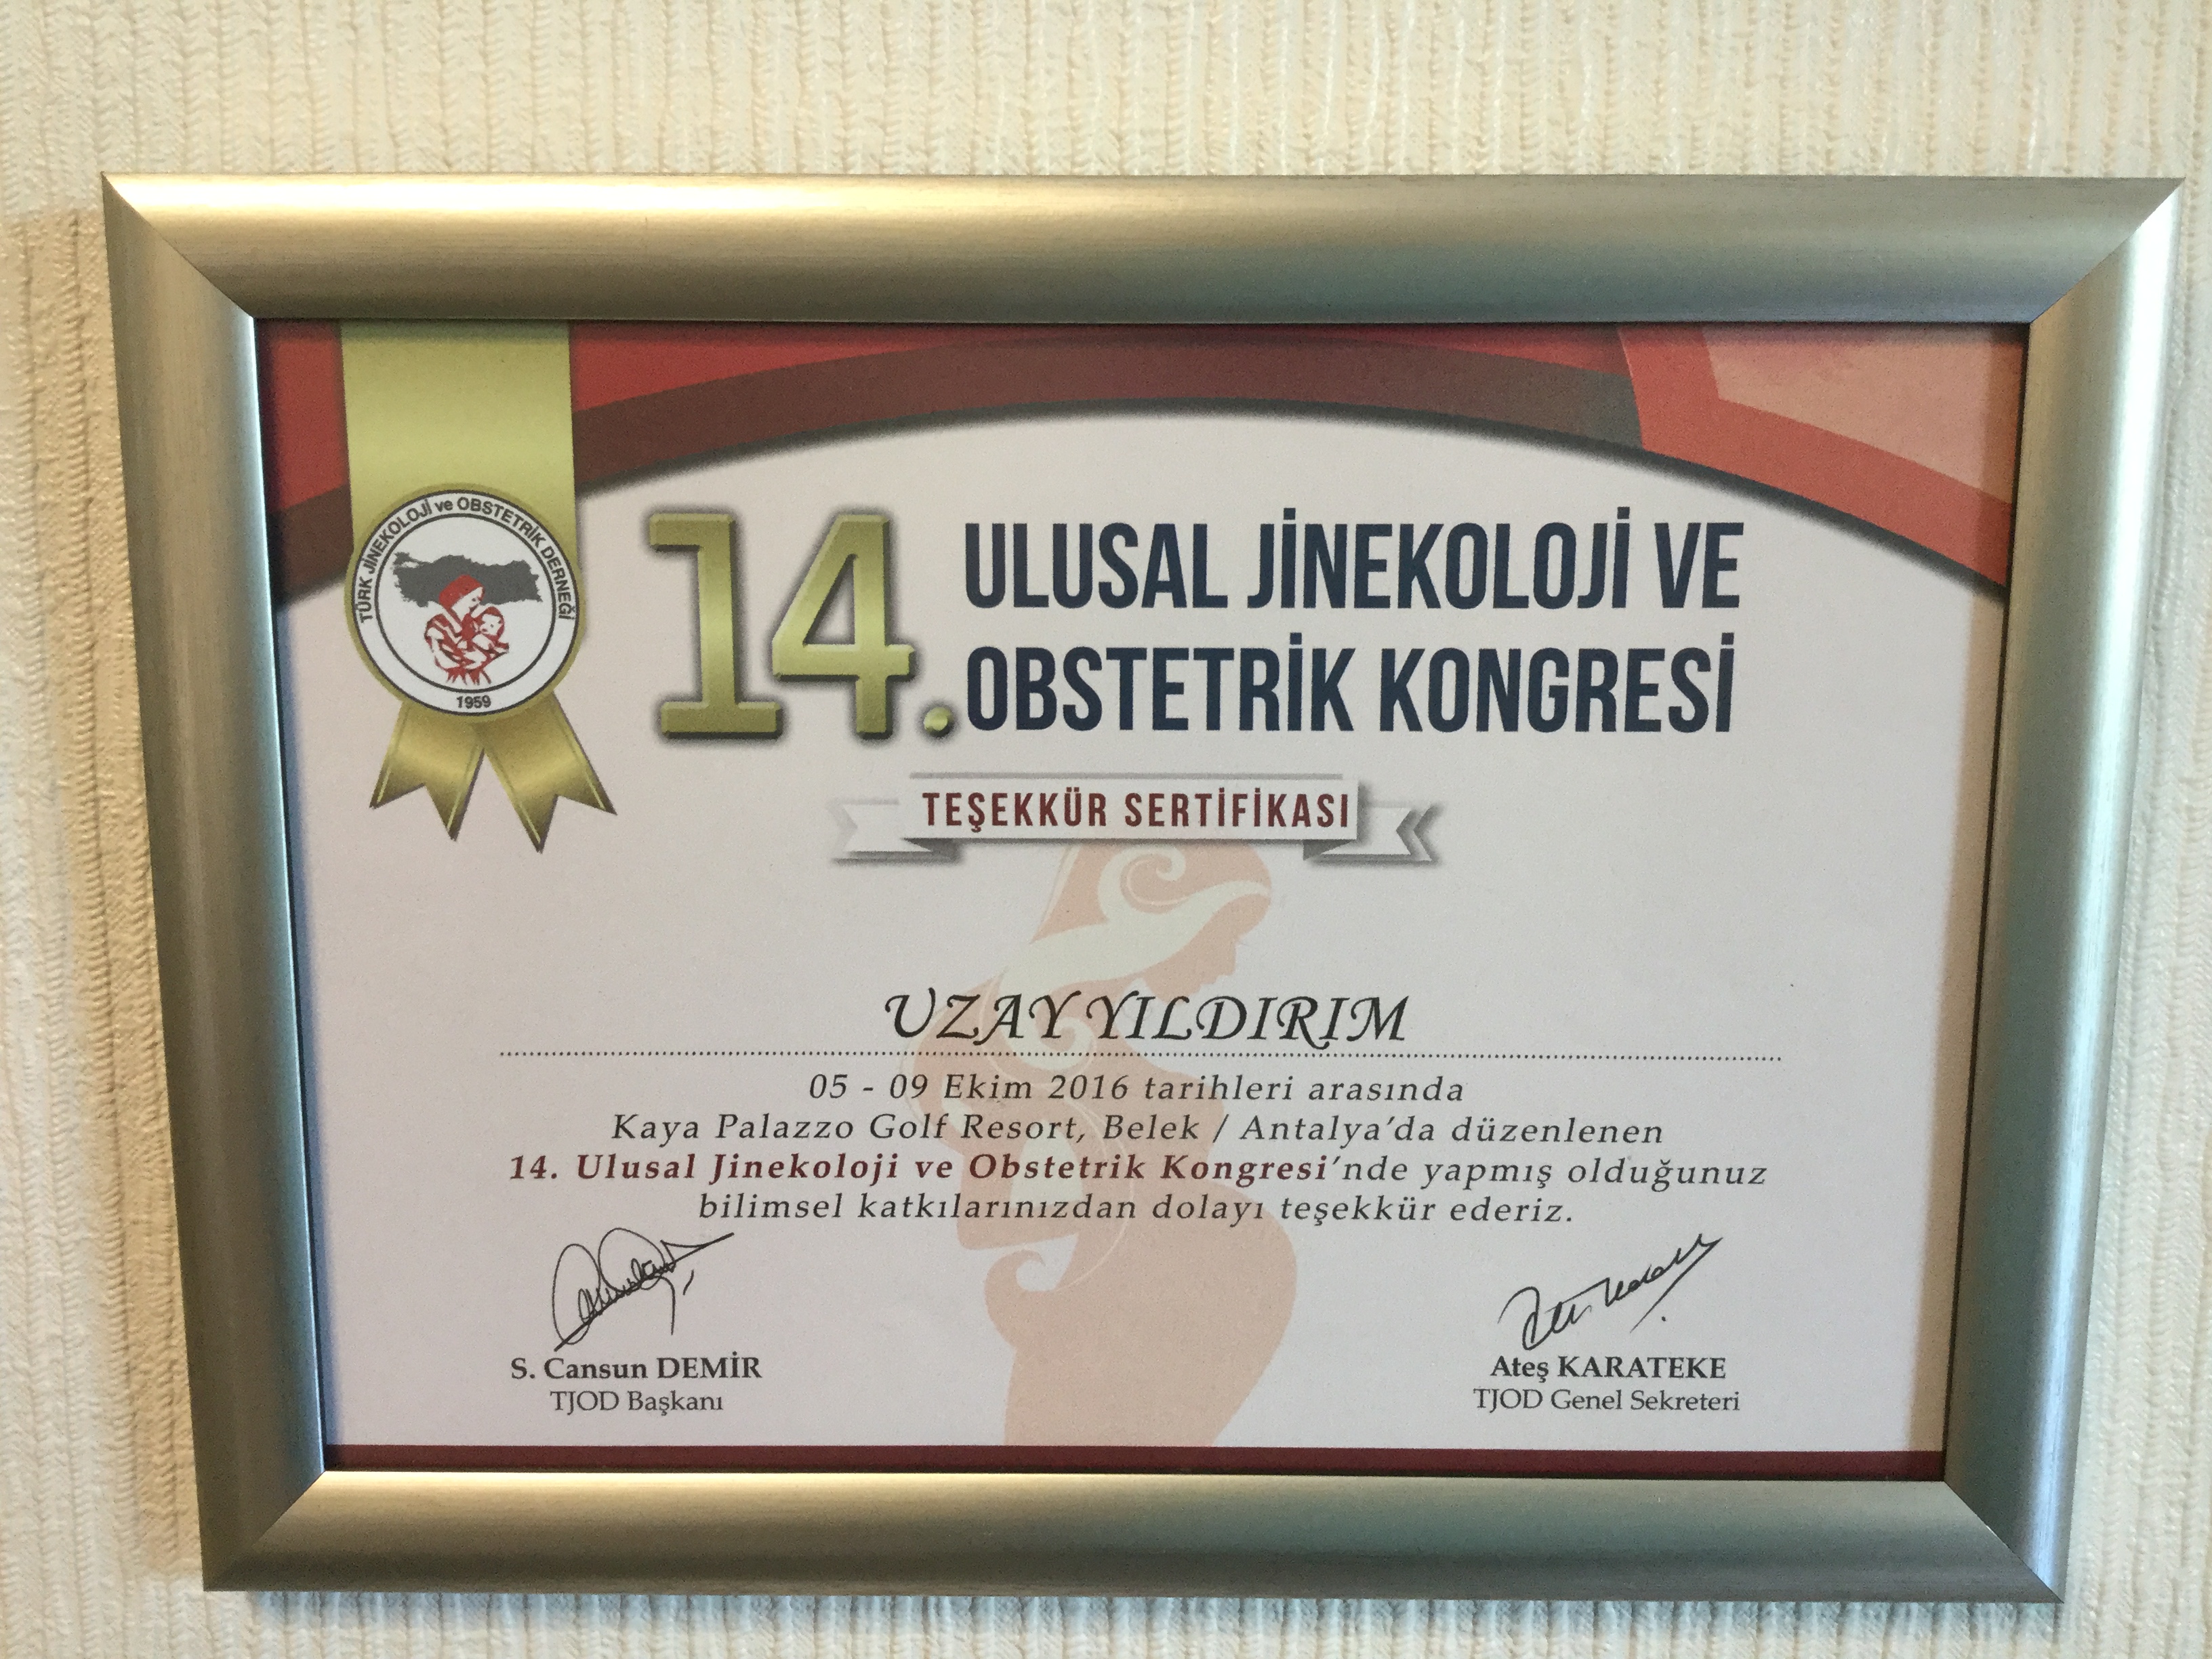 TÜRK JİNEKOLOJİ ve OBSTETRİK DERNEĞİ
1959
14. ULUSAL JİNEKOLOJİ VE
OBSTETRİK KONGRESİ
TEŞEKKÜR SERTİFİKASI
UZAY YILDIRIM
05 - 09 Ekim 2016 tarihleri arasında
Kaya Palazzo Golf Resort, Belek / Antalya'da düzenlenen
14. Ulusal Jinekoloji ve Obstetrik Kongresi'nde yapmış olduğunuz
bilimsel katkılarınızdan dolayı teşekkür ederiz.
S. Cansun DEMİR
TJOD Başkanı
Ateş KARATEKE
TJOD Genel Sekreteri